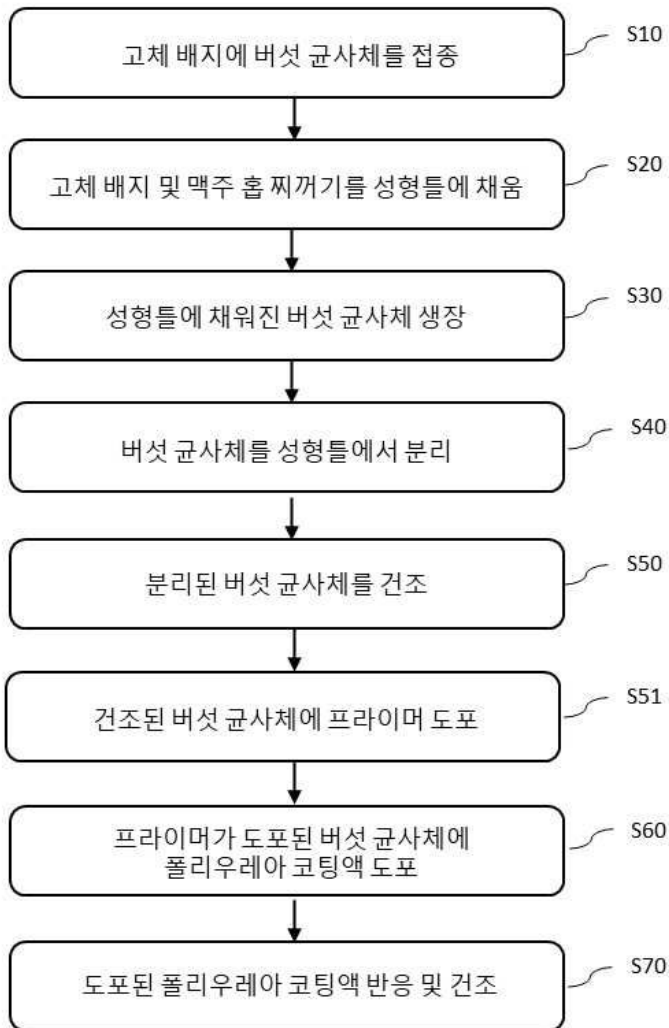 고체 배지에 버섯 균사체를 접종
S10
고체 배지 및 맥주 홉 찌꺼기를 성형틀에 채움
S20
성형틀에 채워진 버섯 균사체 생장
S30
버섯 균사체를 성형틀에서 분리
S40
분리된 버섯 균사체를 건조
S50
건조된 버섯 균사체에 프라이머 도포
S51
프라이머가 도포된 버섯 균사체에
폴리우레아 코팅액 도포
S60
도포된 폴리우레아 코팅액 반응 및 건조
S70